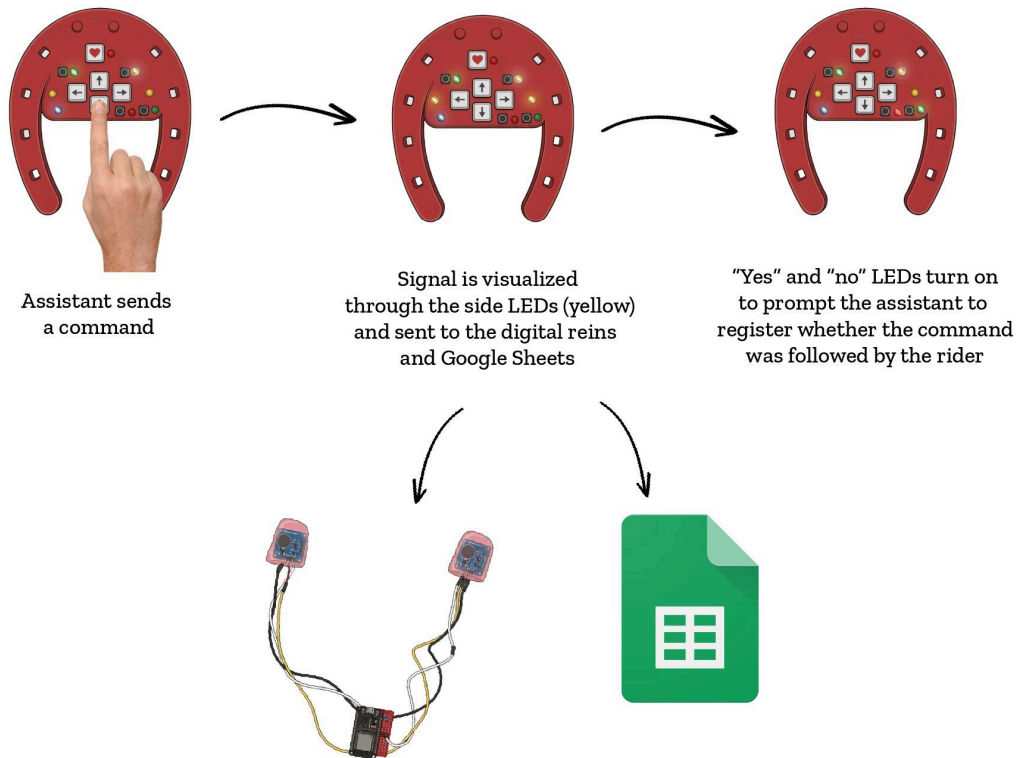 Assistant sends
a command
Signal is visualized
through the side LEDs (yellow)
and sent to the digital reins
and Google Sheets
“Yes” and “no” LEDs turn on
to prompt the assistant to
register whether the command
was followed by the rider